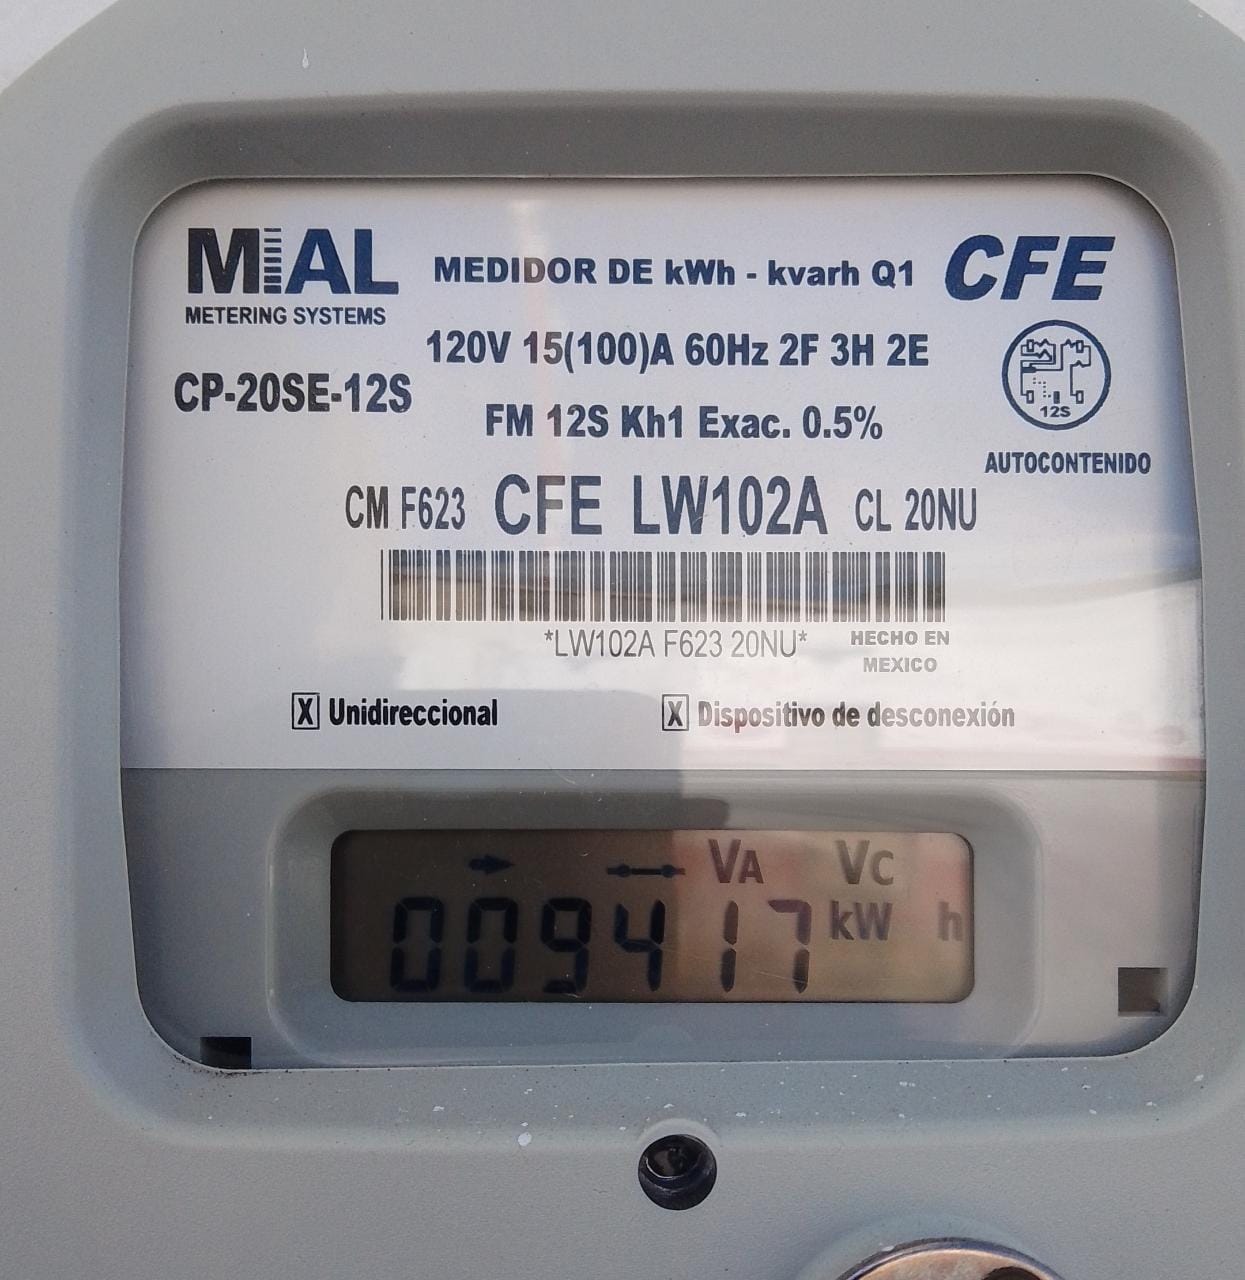 MIAL
METERING SYSTEMS
MEDIDOR DE kWh - kvarh Q1
CFE
120V 15(100)A 60Hz 2F 3H 2E
CP-20SE-12S
FM 12S Kh1 Exac. 0.5%
12S
AUTOCONTENIDO
CM F623 CFE LW102A CL 20NU
*LW102A F623 20NU*
HECHO EN
MEXICO
X Unidireccional
X Dispositivo de desconexión
VA VC
009417 kW h